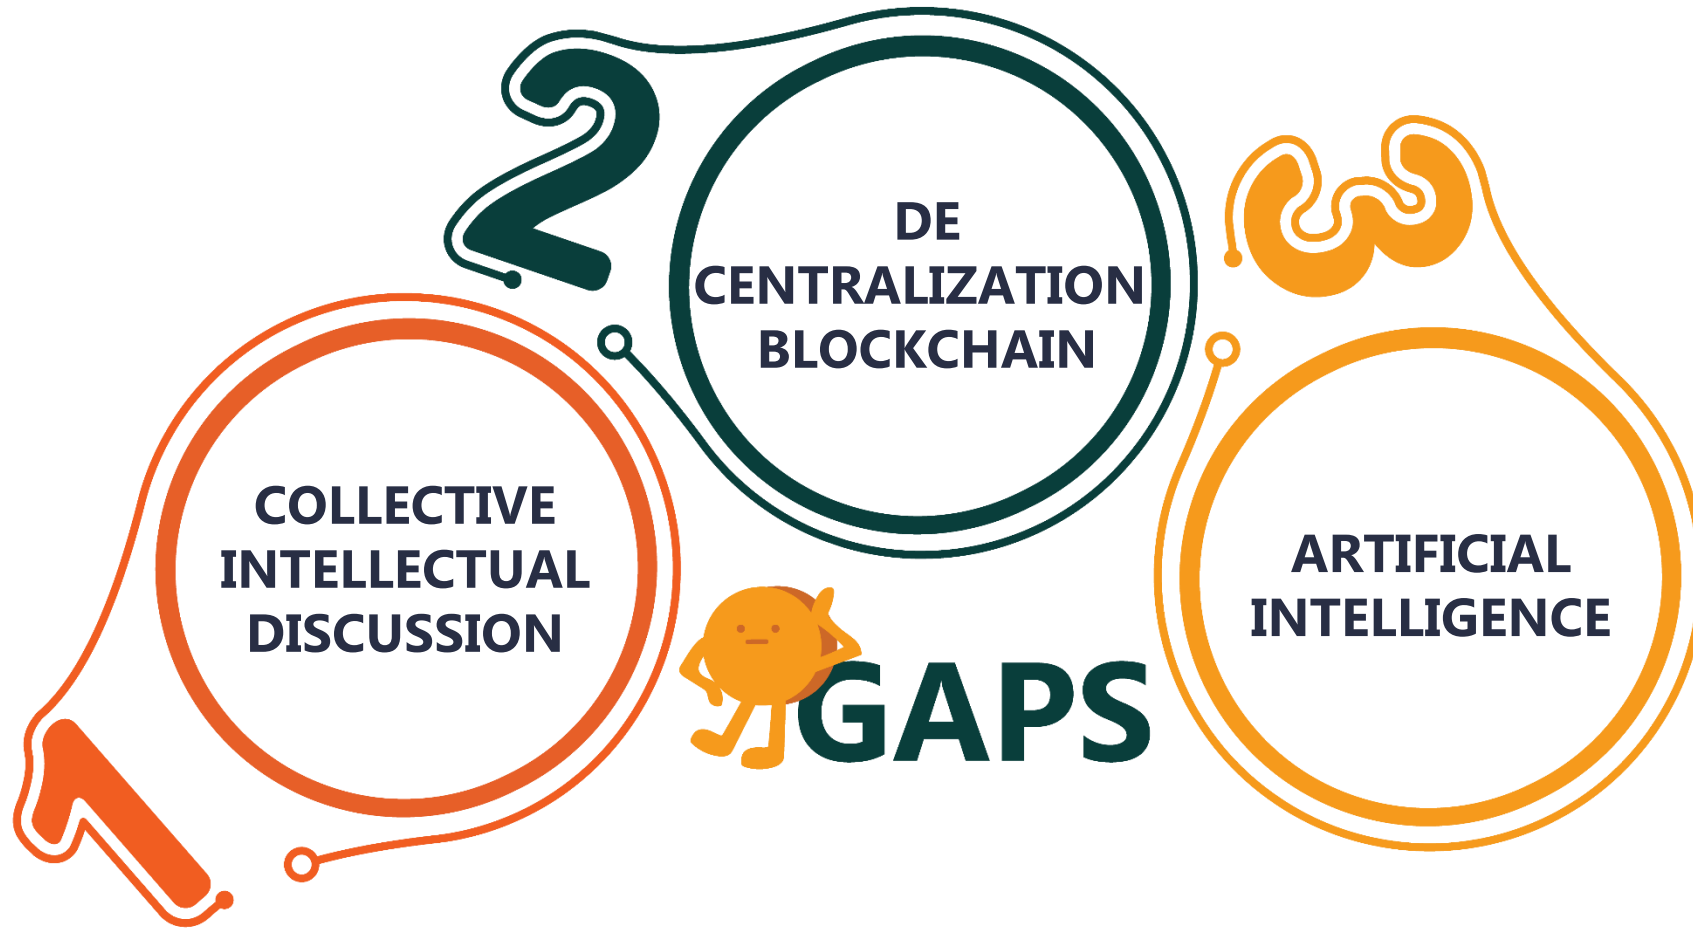 1
COLLECTIVE
INTELLECTUAL
DISCUSSION
2
DE
CENTRALIZATION
BLOCKCHAIN
3
ARTIFICIAL
INTELLIGENCE
GAPS